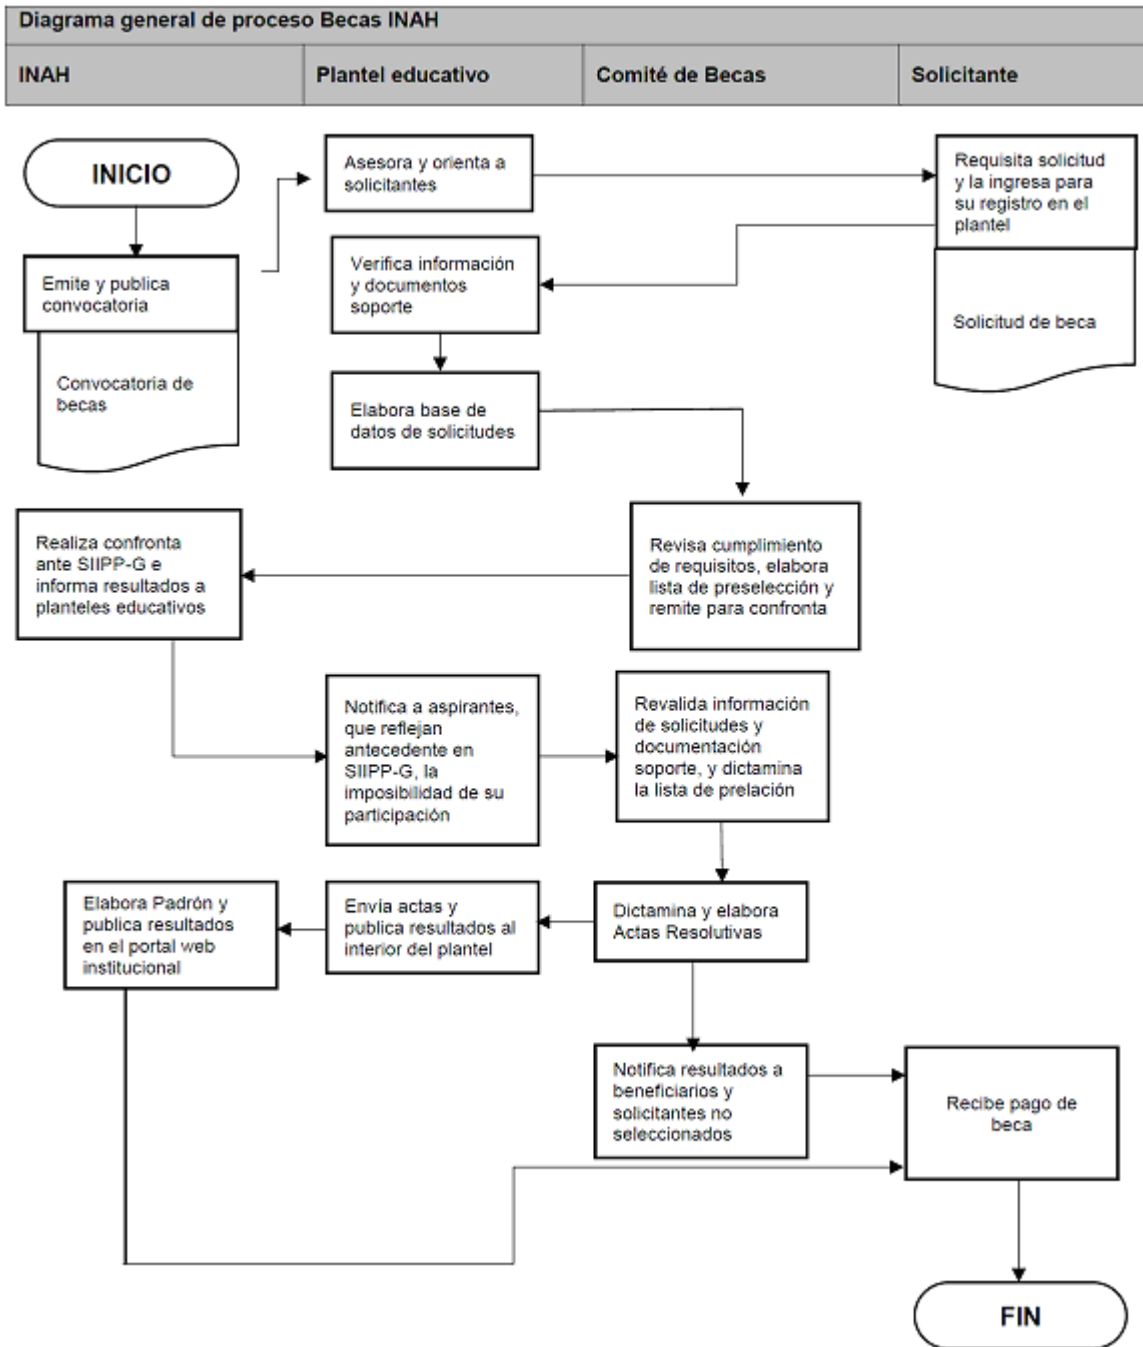 Diagrama general de proceso Becas INAH
INAH
Plantel educativo
Comité de Becas
Solicitante
INICIO
Asesora y orienta a
solicitantes
Requisita solicitud
y la ingresa para
su registro en el
plantel
Emite y publica
convocatoria
Verifica información
y documentos
soporte
Solicitud de beca
Convocatoria de
becas
Elabora base de
datos de solicitudes
Realiza confronta
ante SIIPP-G e
informa resultados a
planteles educativos
Revisa cumplimiento
de requisitos, elabora
lista de preselección y
remite para confronta
Notifica a aspirantes,
que reflejan
antecedente en
SIIPP-G, la
imposibilidad de su
participación
Revalida información
de solicitudes y
documentación
soporte, y dictamina
la lista de prelación
Elabora Padrón y
publica resultados
en el portal web
institucional
Envía actas y
publica resultados al
interior del plantel
Dictamina y elabora
Actas Resolutivas
Notifica resultados a
beneficiarios y
solicitantes no
seleccionados
Recibe pago de
beca
FIN